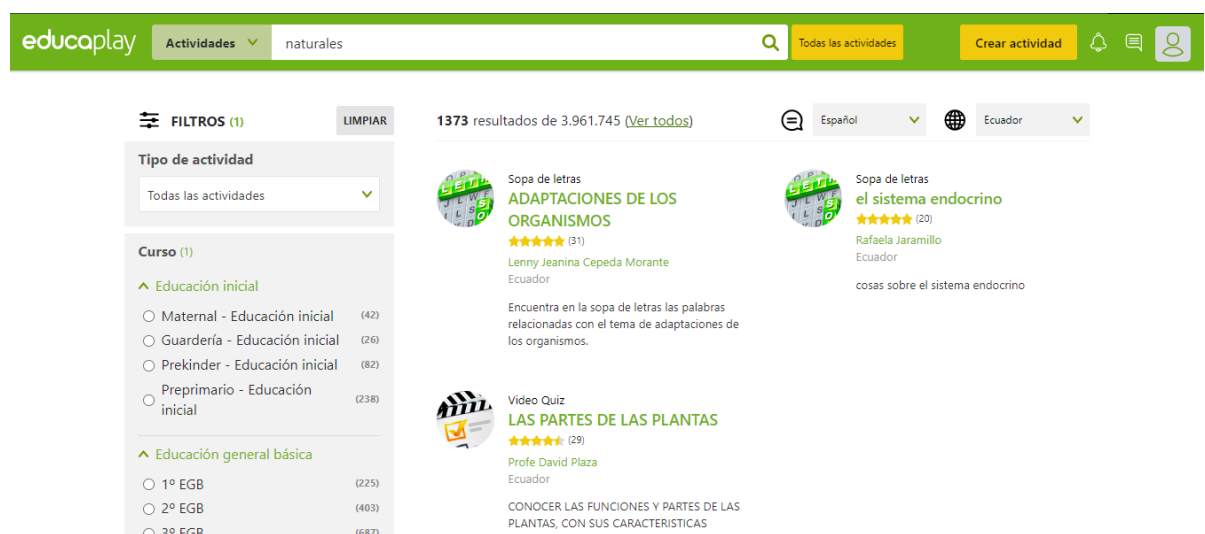 educaplay Actividades naturales Todas las actividades Crear actividad
FILTROS (1) LIMPIAR
Tipo de actividad
Todas las actividades
Curso (1)
Educación inicial
Maternal - Educación inicial (42)
Guardería - Educación inicial (26)
Prekinder - Educación inicial (82)
Preprimario - Educación
inicial (238)
Educación general básica
1º EGB (225)
2º EGB (403)
3º EGB (687)
1373 resultados de 3.961.745 (Ver todos) Español Ecuador
Sopa de letras
ADAPTACIONES DE LOS
ORGANISMOS
(31)
Lenny Jeanina Cepeda Morante
Ecuador
Encuentra en la sopa de letras las palabras
relacionadas con el tema de adaptaciones de
los organismos.
Sopa de letras
el sistema endocrino
(20)
Rafaela Jaramillo
Ecuador
cosas sobre el sistema endocrino
Video Quiz
LAS PARTES DE LAS PLANTAS
(29)
Profe David Plaza
Ecuador
CONOCER LAS FUNCIONES Y PARTES DE LAS
PLANTAS, CON SUS CARACTERISTICAS